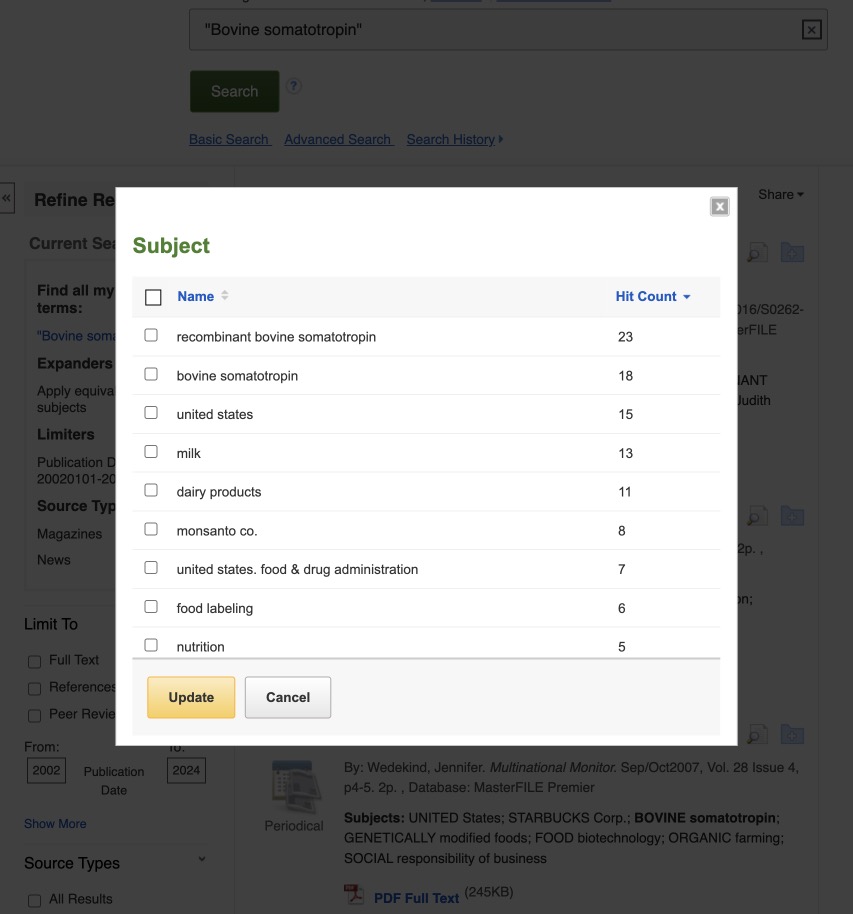 "Bovine somatotropin"
Search
?
Basic Search Advanced Search Search History
«
Refine Re
Share
x
Current Sea
Subject
Name
Hit Count
Find all my
terms:
"Bovine soma
Expanders
Apply equiva
subjects
Limiters
Publication D
20020101-20
Source Typ
Magazines
News
recombinant bovine somatotropin 23
bovine somatotropin 18
united states 15
milk 13
dairy products 11
monsanto co. 8
united states. food & drug administration 7
food labeling 6
nutrition 5
Update
Cancel
016/S0262-
erFILE
NANT
Judith
2p. ,
on;
Limit To
Full Text
References
Peer Revie
From:
To:
2002
Publication
Date
2024
Show More
Source Types
All Results
Periodical
By: Wedekind, Jennifer. Multinational Monitor. Sep/Oct2007, Vol. 28 Issue 4,
p4-5. 2p. , Database: MasterFILE Premier
Subjects: UNITED States; STARBUCKS Corp.; BOVINE somatotropin;
GENETICALLY modified foods; FOOD biotechnology; ORGANIC farming;
SOCIAL responsibility of business
PDF Full Text (245KB)